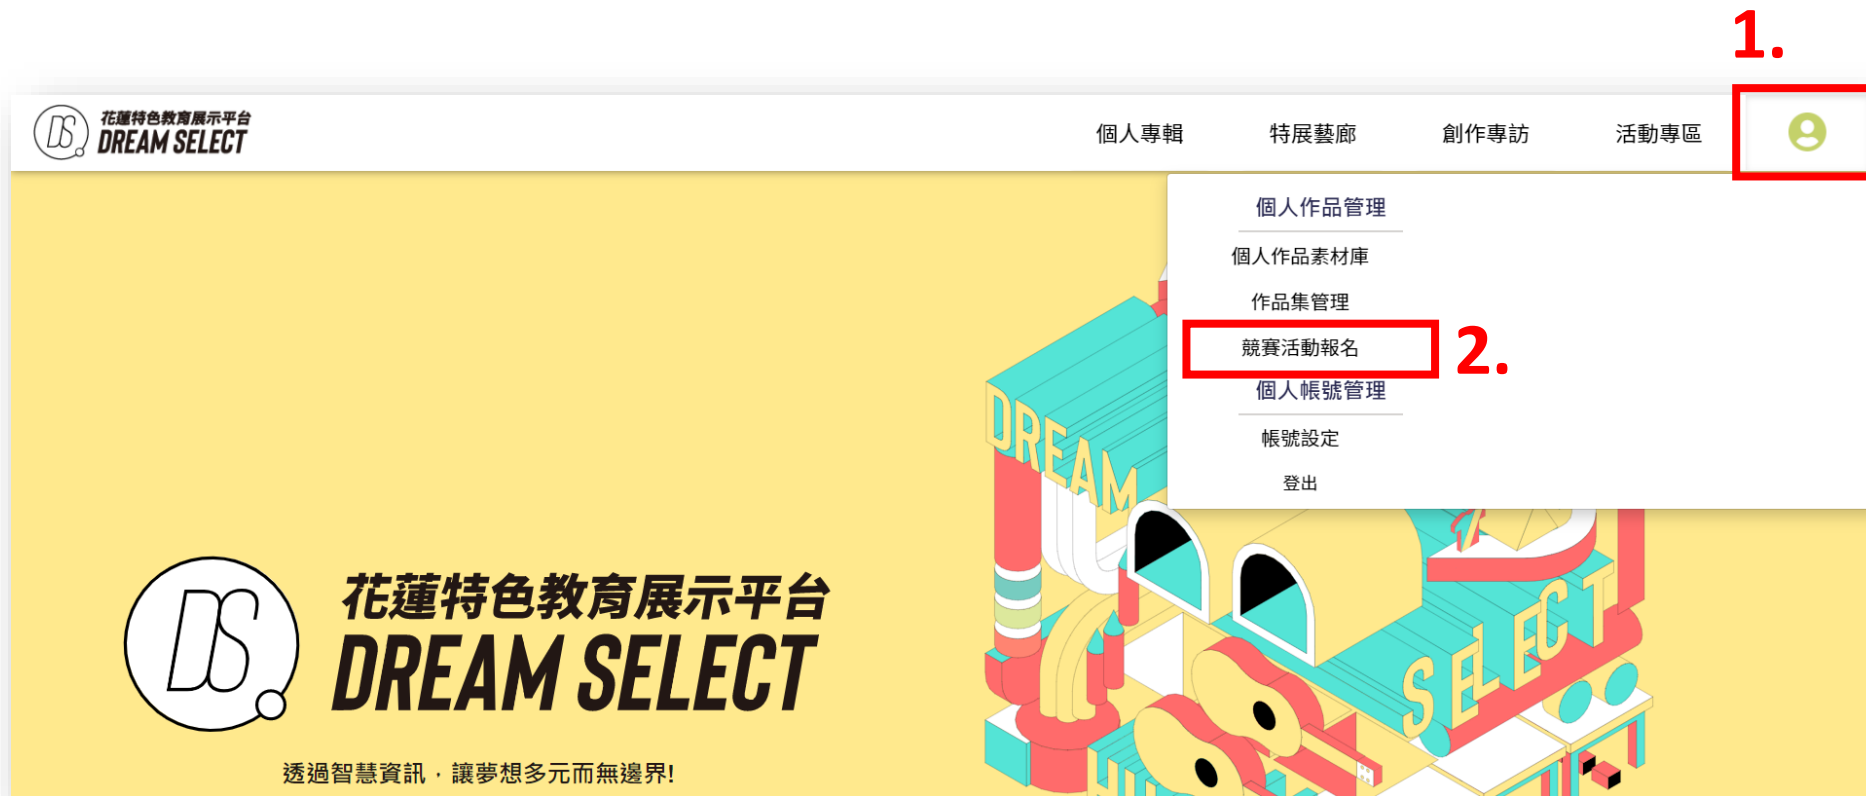 1.
花蓮特色教育展示平台
DREAM SELECT
個人專輯 特展藝廊 創作專訪 活動專區
個人作品管理
個人作品素材庫
作品集管理
競賽活動報名
2.
個人帳號管理
帳號設定
登出
DREAM
SELECT
DS
花蓮特色教育展示平台
DREAM SELECT
透過智慧資訊，讓夢想多元而無邊界!